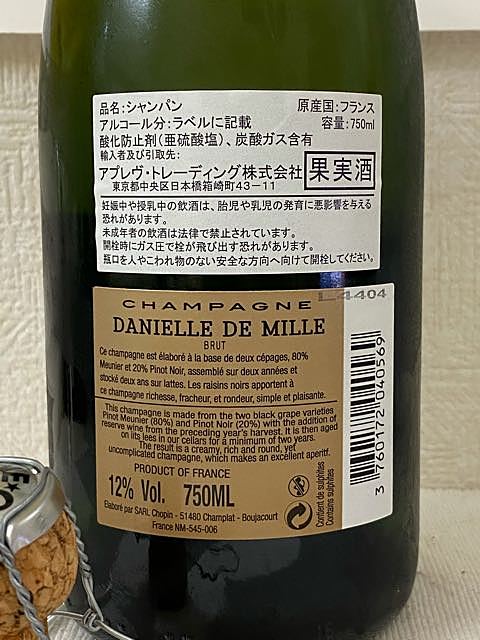 品名:シャンパン 原産国:フランス
アルコール分:ラベルに記載 容量:750ml
酸化防止剤(亜硫酸塩)、炭酸ガス含有
輸入者及び引取先:
アプレヴ・トレーディング株式会社 果実酒
東京都中央区日本橋箱崎町43-11
妊娠中や授乳中の飲酒は、胎児や乳児の発育に悪影響を与える
恐れがあります。
未成年者の飲酒は法律で禁止されています。
開栓時にガス圧で栓が飛び出す恐れがあります。
瓶口を人やこわれ物のない安全な方向へ向けて開栓してください。
L4404
CHAMPAGNE
DANIELLE DE MILLE
BRUT
Ce champagne est élaboré à la base de deux cépages, 80%
Meunier et 20% Pinot Noir, assemblé sur deux années et
stocké deux ans sur lattes. Les raisins noirs apportent à
ce champagne richesse, fracheur, et rondeur, simple et plaisante.
This champagne is made from the two black grape varieties
Pinot Meunier (80%) and Pinot Noir (20%) with the addition of
reserve wine from the preceding year's harvest. It is then aged
on its lees in our cellars for a minimum of two years.
The result is a creamy, rich and round, yet
uncomplicated champagne, which makes an excellent apéritif.
PRODUCT OF FRANCE
12% Vol. 750ML
Elaboré par SARL Chopin - 51480 Champlat - Boujacourt
France NM-545-006
Contient de sulphites
Contains sulphites
3 760172 040569